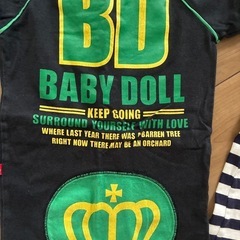 BD
BABY DOLL
KEEP GOING
SURROUND YOURSELF WITH LOVE
WHERE LAST YEAR THERE WAS BARREN TREE
RIGHT NOW THERE MAY BE AN ORCHARD